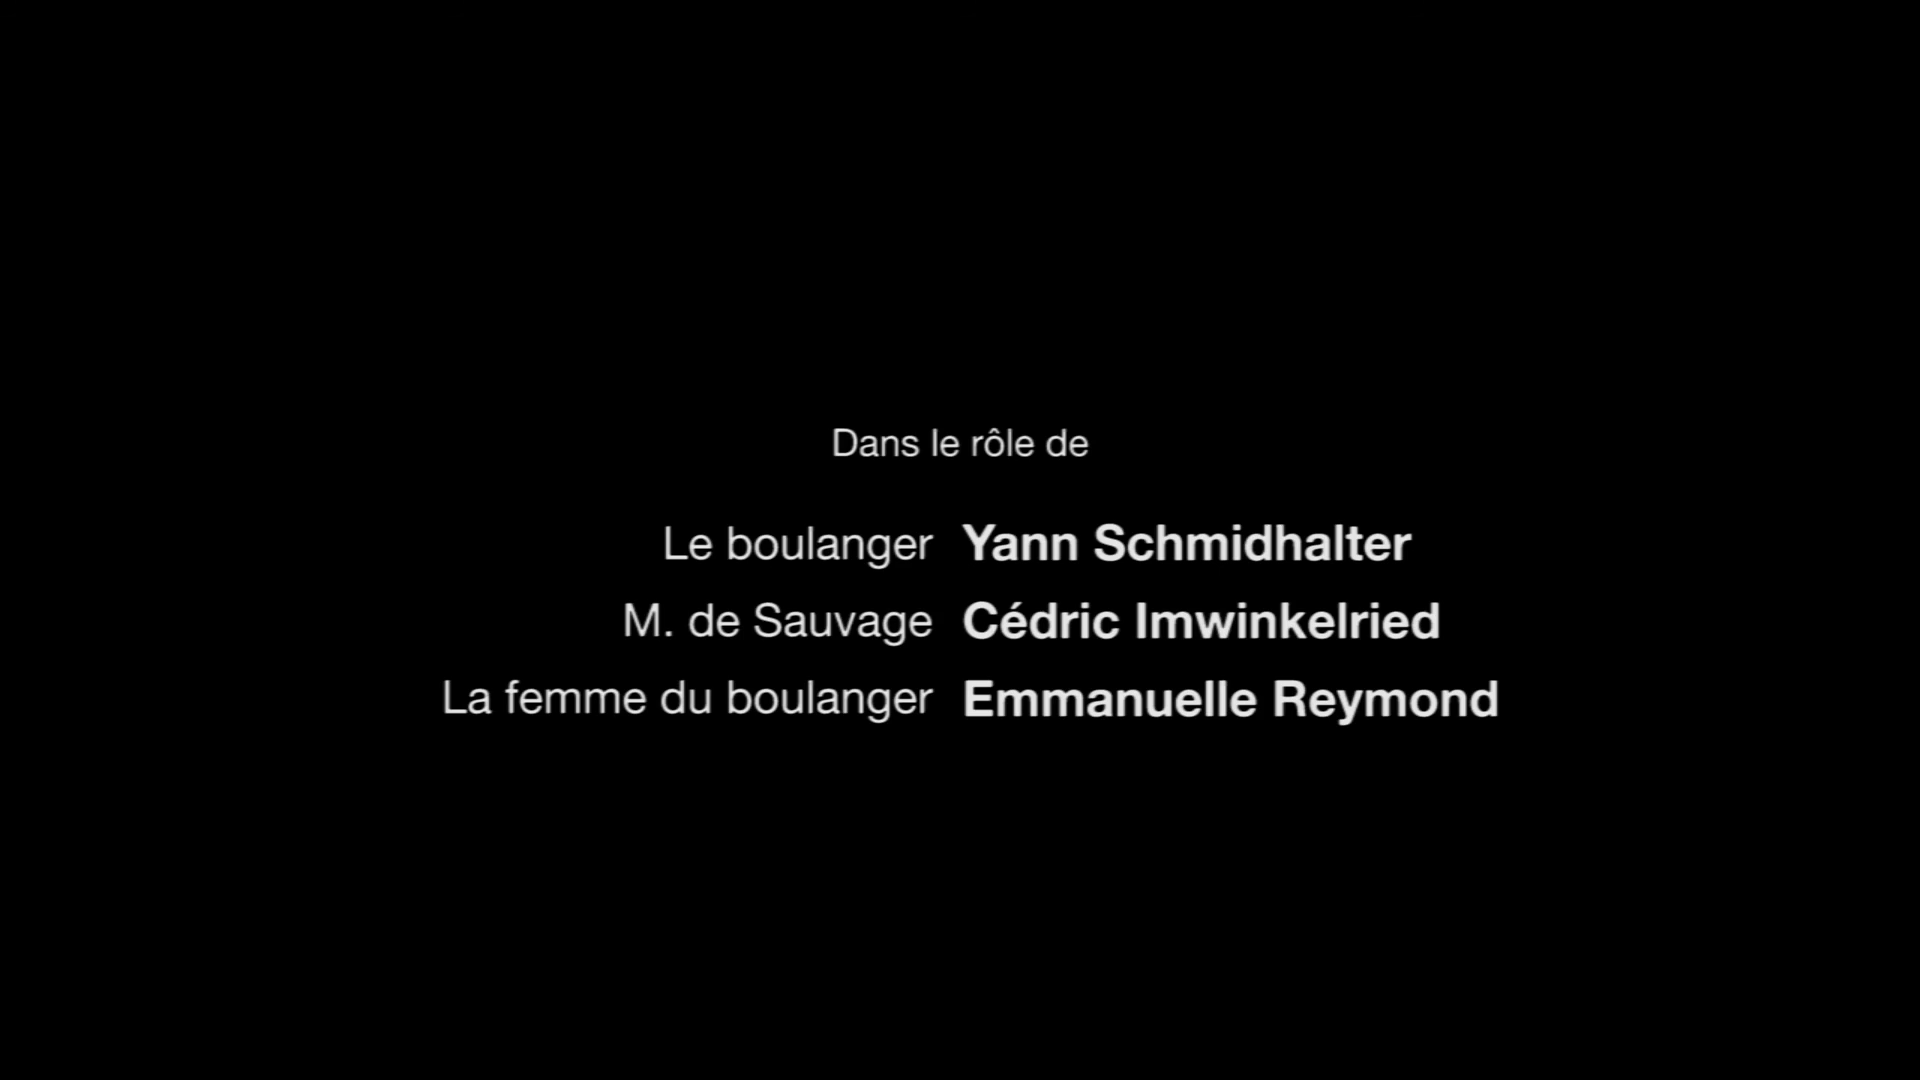 Dans le rôle de
Le boulanger Yann Schmidhalter
M. de Sauvage Cédric Imwinkelried
La femme du boulanger Emmanuelle Reymond